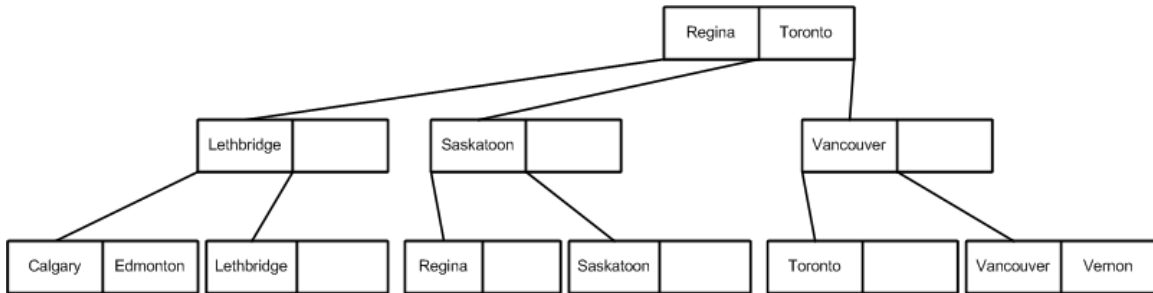 Regina Toronto
Lethbridge Saskatoon Vancouver
Calgary Edmonton Lethbridge Regina Saskatoon Toronto Vancouver Vernon